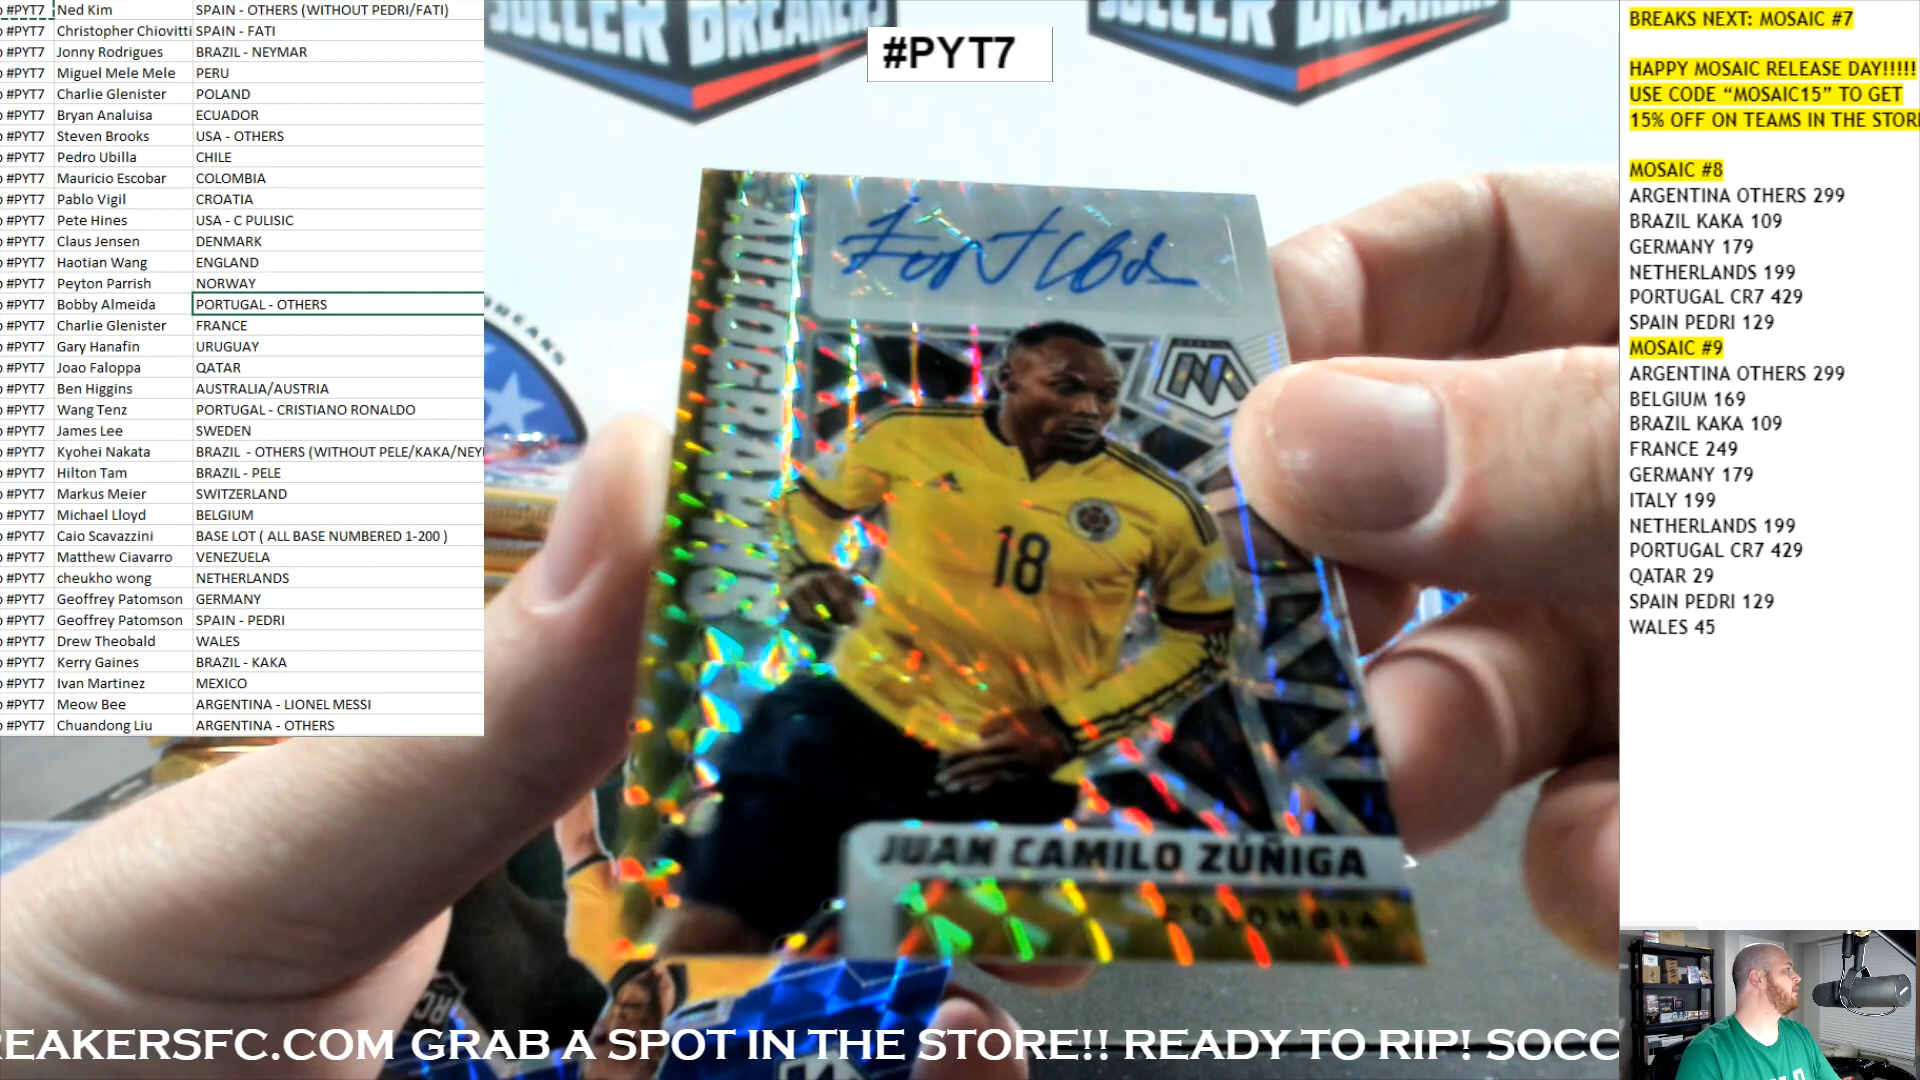 #PYT7 Ned Kim SPAIN - OTHERS (WITHOUT PEDRI/FATI)
#PYT7 Christopher Chiovitti SPAIN - FATI
#PYT7 Jonny Rodrigues BRAZIL - NEYMAR
#PYT7 Miguel Mele Mele PERU
#PYT7 Charlie Glenister POLAND
#PYT7 Bryan Analuisa ECUADOR
#PYT7 Steven Brooks USA - OTHERS
#PYT7 Pedro Ubilla CHILE
#PYT7 Mauricio Escobar COLOMBIA
#PYT7 Pablo Vigil CROATIA
#PYT7 Pete Hines USA - C PULISIC
#PYT7 Claus Jensen DENMARK
#PYT7 Haotian Wang ENGLAND
#PYT7 Peyton Parrish NORWAY
#PYT7 Bobby Almeida PORTUGAL - OTHERS
#PYT7 Charlie Glenister FRANCE
#PYT7 Gary Hanafin URUGUAY
#PYT7 Joao Faloppa QATAR
#PYT7 Ben Higgins AUSTRALIA/AUSTRIA
#PYT7 Wang Tenz PORTUGAL - CRISTIANO RONALDO
#PYT7 James Lee SWEDEN
#PYT7 Kyohei Nakata BRAZIL - OTHERS (WITHOUT PELE/KAKA/NEY
#PYT7 Hilton Tam BRAZIL - PELE
#PYT7 Markus Meier SWITZERLAND
#PYT7 Michael Lloyd BELGIUM
#PYT7 Caio Scavazzini BASE LOT ( ALL BASE NUMBERED 1-200 )
#PYT7 Matthew Ciavarro VENEZUELA
#PYT7 cheukho wong NETHERLANDS
#PYT7 Geoffrey Patomson GERMANY
#PYT7 Geoffrey Patomson SPAIN - PEDRI
#PYT7 Drew Theobald WALES
#PYT7 Kerry Gaines BRAZIL - KAKA
#PYT7 Ivan Martinez MEXICO
#PYT7 Meow Bee ARGENTINA - LIONEL MESSI
#PYT7 Chuandong Liu ARGENTINA - OTHERS
SOCCER BREAKERS
#PYT7
SOCCER BREAKERS
BREAKS
AUTOGRAPHS
18
JUAN CAMILO ZÚÑIGA
COLOMBIA
RC
BREAKS NEXT: MOSAIC #7
HAPPY MOSAIC RELEASE DAY!!!!!
USE CODE “MOSAIC15” TO GET
15% OFF ON TEAMS IN THE STORE
MOSAIC #8
ARGENTINA OTHERS 299
BRAZIL KAKA 109
GERMANY 179
NETHERLANDS 199
PORTUGAL CR7 429
SPAIN PEDRI 129
MOSAIC #9
ARGENTINA OTHERS 299
BELGIUM 169
BRAZIL KAKA 109
FRANCE 249
GERMANY 179
ITALY 199
NETHERLANDS 199
PORTUGAL CR7 429
QATAR 29
SPAIN PEDRI 129
WALES 45
REAKERSFC.COM GRAB A SPOT IN THE STORE!! READY TO RIP! SOCC